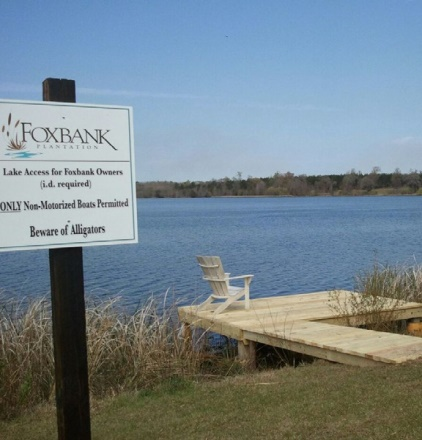 FOXBANK
PLANTATION
Lake Access for Foxbank Owners
(i.d. required)
ONLY Non-Motorized Boats Permitted
Beware of Alligators